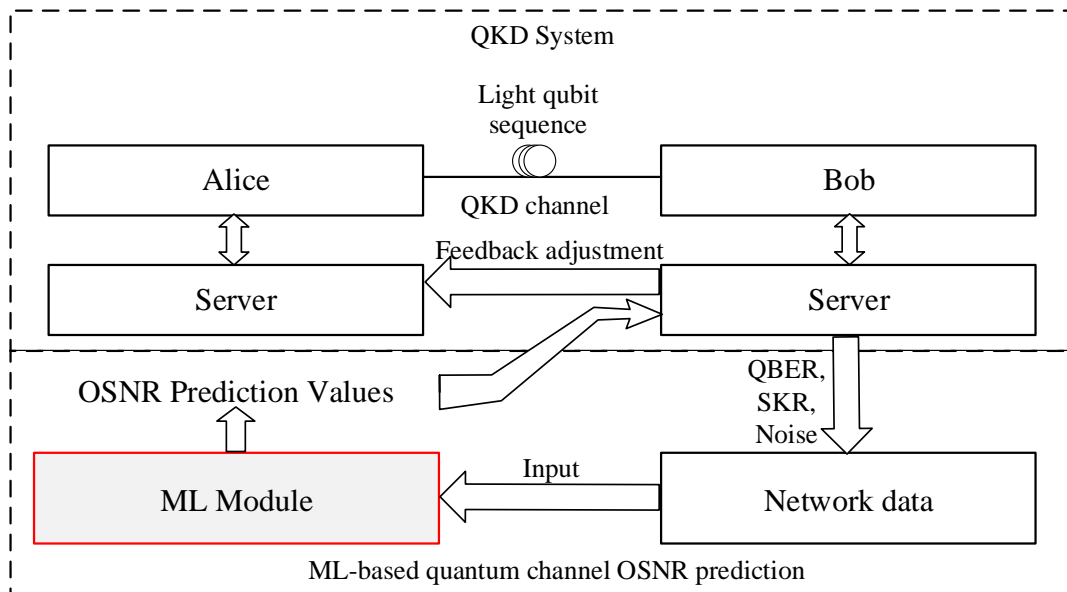 QKD System
Light qubit
sequence
Alice
Bob
QKD channel
Feedback adjustment
Server
Server
OSNR Prediction Values
QBER,
SKR,
Noise
Input
ML Module
Network data
ML-based quantum channel OSNR prediction